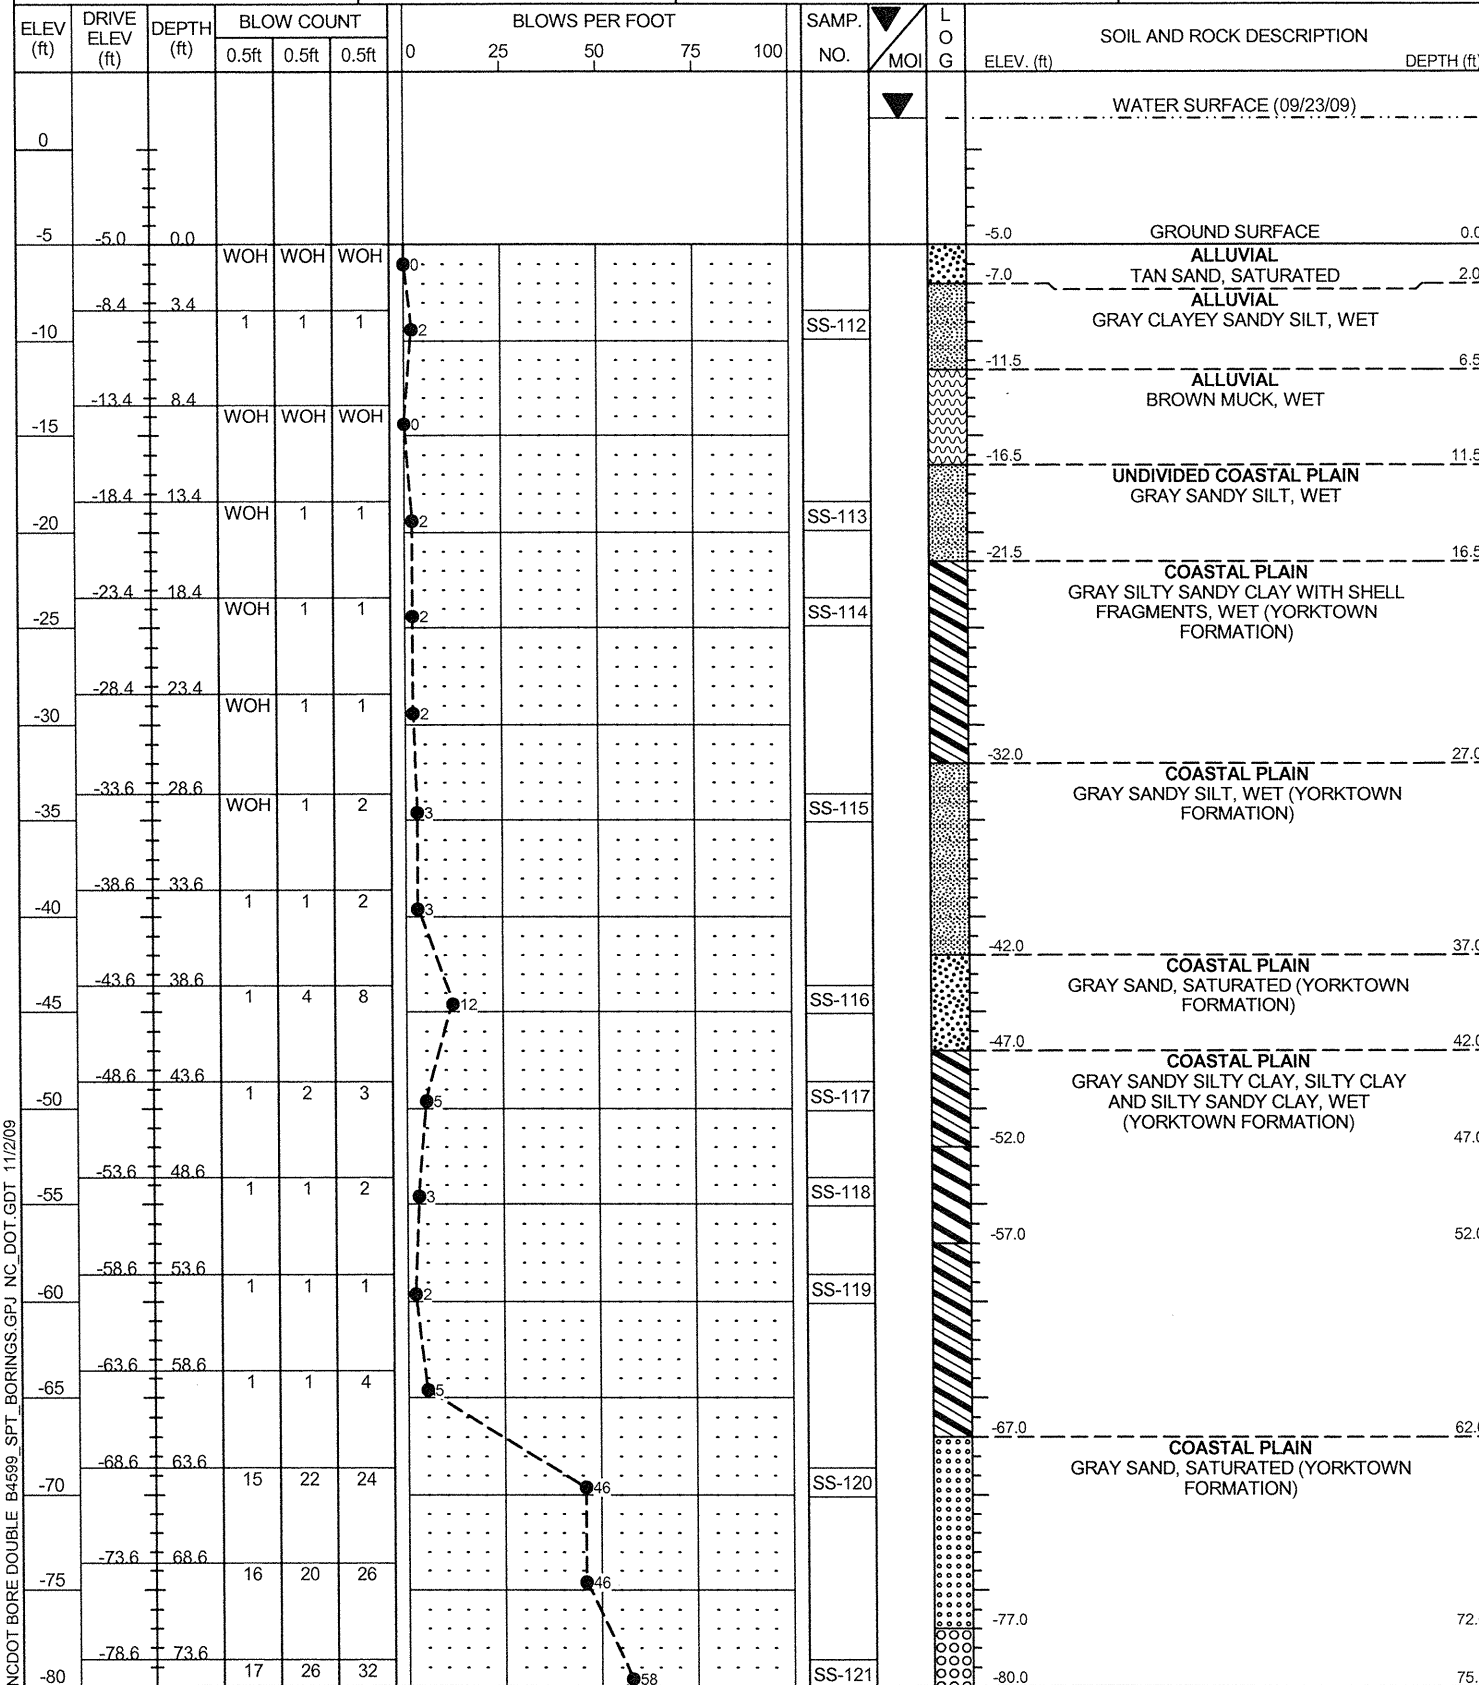 ELEV (ft) DRIVE ELEV (ft) DEPTH (ft) BLOW COUNT BLOWS PER FOOT SAMP. NO. MOI LOG SOIL AND ROCK DESCRIPTION
0.5ft 0.5ft 0.5ft 0 25 50 75 100 ELEV. (ft) DEPTH (ft)
WATER SURFACE (09/23/09)
0
-5 -5.0 0.0 -5.0 GROUND SURFACE 0.0
WOH WOH WOH 0 ALLUVIAL
-7.0 TAN SAND, SATURATED 2.0
-8.4 3.4 ALLUVIAL
-10 1 1 1 2 SS-112 GRAY CLAYEY SANDY SILT, WET
-11.5 6.5
ALLUVIAL
-13.4 8.4 BROWN MUCK, WET
-15 WOH WOH WOH 0
-16.5 11.5
UNDIVIDED COASTAL PLAIN
-18.4 13.4 GRAY SANDY SILT, WET
-20 WOH 1 1 2 SS-113
-21.5 16.5
COASTAL PLAIN
-23.4 18.4 GRAY SILTY SANDY CLAY WITH SHELL
-25 WOH 1 1 2 SS-114 FRAGMENTS, WET (YORKTOWN
FORMATION)
-28.4 23.4
-30 WOH 1 1 2
-32.0 27.0
COASTAL PLAIN
-33.6 28.6 GRAY SANDY SILT, WET (YORKTOWN
-35 WOH 1 2 3 SS-115 FORMATION)
-38.6 33.6
-40 1 1 2 3
-42.0 37.0
COASTAL PLAIN
-43.6 38.6 GRAY SAND, SATURATED (YORKTOWN
-45 1 4 8 12 SS-116 FORMATION)
-47.0 42.0
COASTAL PLAIN
-48.6 43.6 GRAY SANDY SILTY CLAY, SILTY CLAY
-50 1 2 3 5 SS-117 AND SILTY SANDY CLAY, WET
(YORKTOWN FORMATION)
-52.0 47.0
-53.6 48.6
-55 1 1 2 3 SS-118
-57.0 52.0
-58.6 53.6
-60 1 1 1 2 SS-119
-63.6 58.6
-65 1 1 4 5
-67.0 62.0
COASTAL PLAIN
-68.6 63.6 GRAY SAND, SATURATED (YORKTOWN
-70 15 22 24 46 SS-120 FORMATION)
-73.6 68.6
-75 16 20 26 46
-77.0 72.
-78.6 73.6
-80 17 26 32 58 SS-121 -80.0 75.
NCDOT BORE DOUBLE B4599_SPT_BORINGS.GPJ NC_DOT.GDT 11/2/09